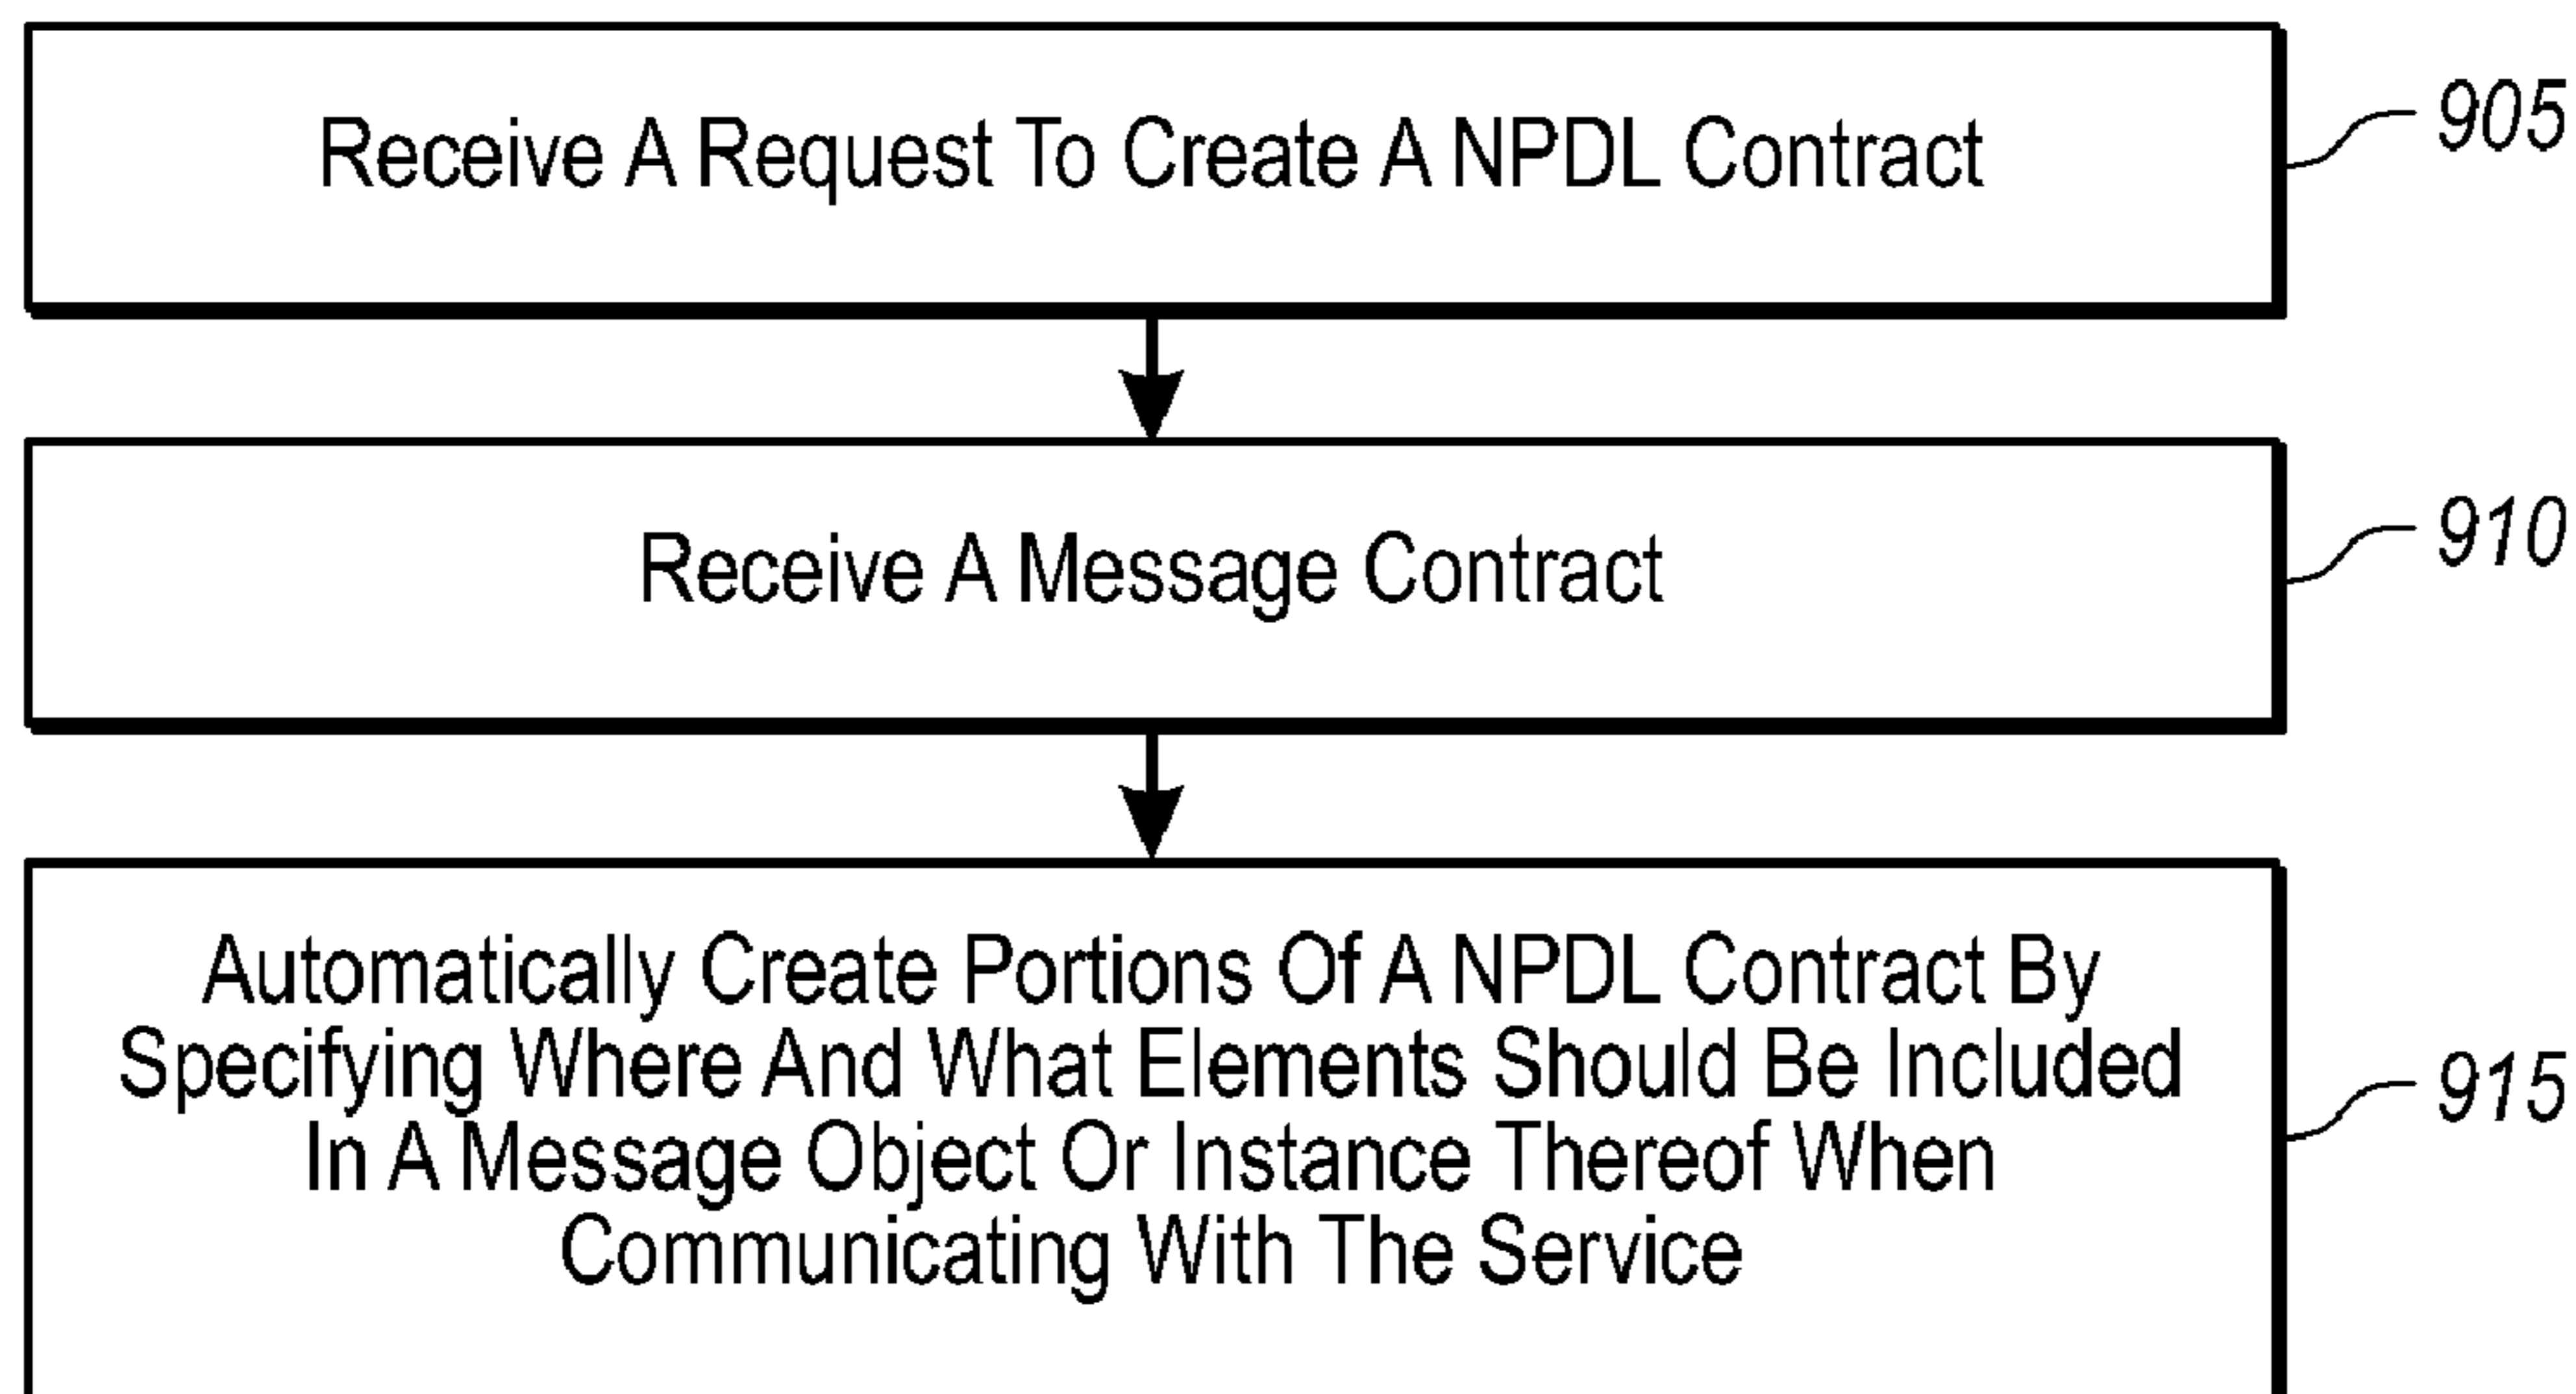 Receive A Request To Create A NPDL Contract
905
Receive A Message Contract
910
Automatically Create Portions Of A NPDL Contract By
Specifying Where And What Elements Should Be Included
In A Message Object Or Instance Thereof When
Communicating With The Service
915